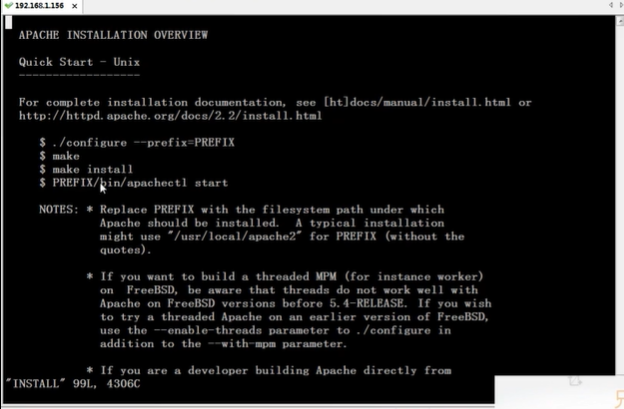 192.168.1.156
APACHE INSTALLATION OVERVIEW
Quick Start - Unix
------------------
For complete installation documentation, see [ht]docs/manual/install.html or
http://httpd.apache.org/docs/2.2/install.html
$ ./configure --prefix=PREFIX
$ make
$ make install
$ PREFIX/bin/apachectl start
NOTES: * Replace PREFIX with the filesystem path under which
Apache should be installed.  A typical installation
might use "/usr/local/apache2" for PREFIX (without the
quotes).
* If you want to build a threaded MPM (for instance worker)
on  FreeBSD, be aware that threads do not work well with
Apache on FreeBSD versions before 5.4-RELEASE. If you wish
to try a threaded Apache on an earlier version of FreeBSD,
use the --enable-threads parameter to ./configure in
addition to the --with-mpm parameter.
* If you are a developer building Apache directly from
"INSTALL" 99L, 4306C